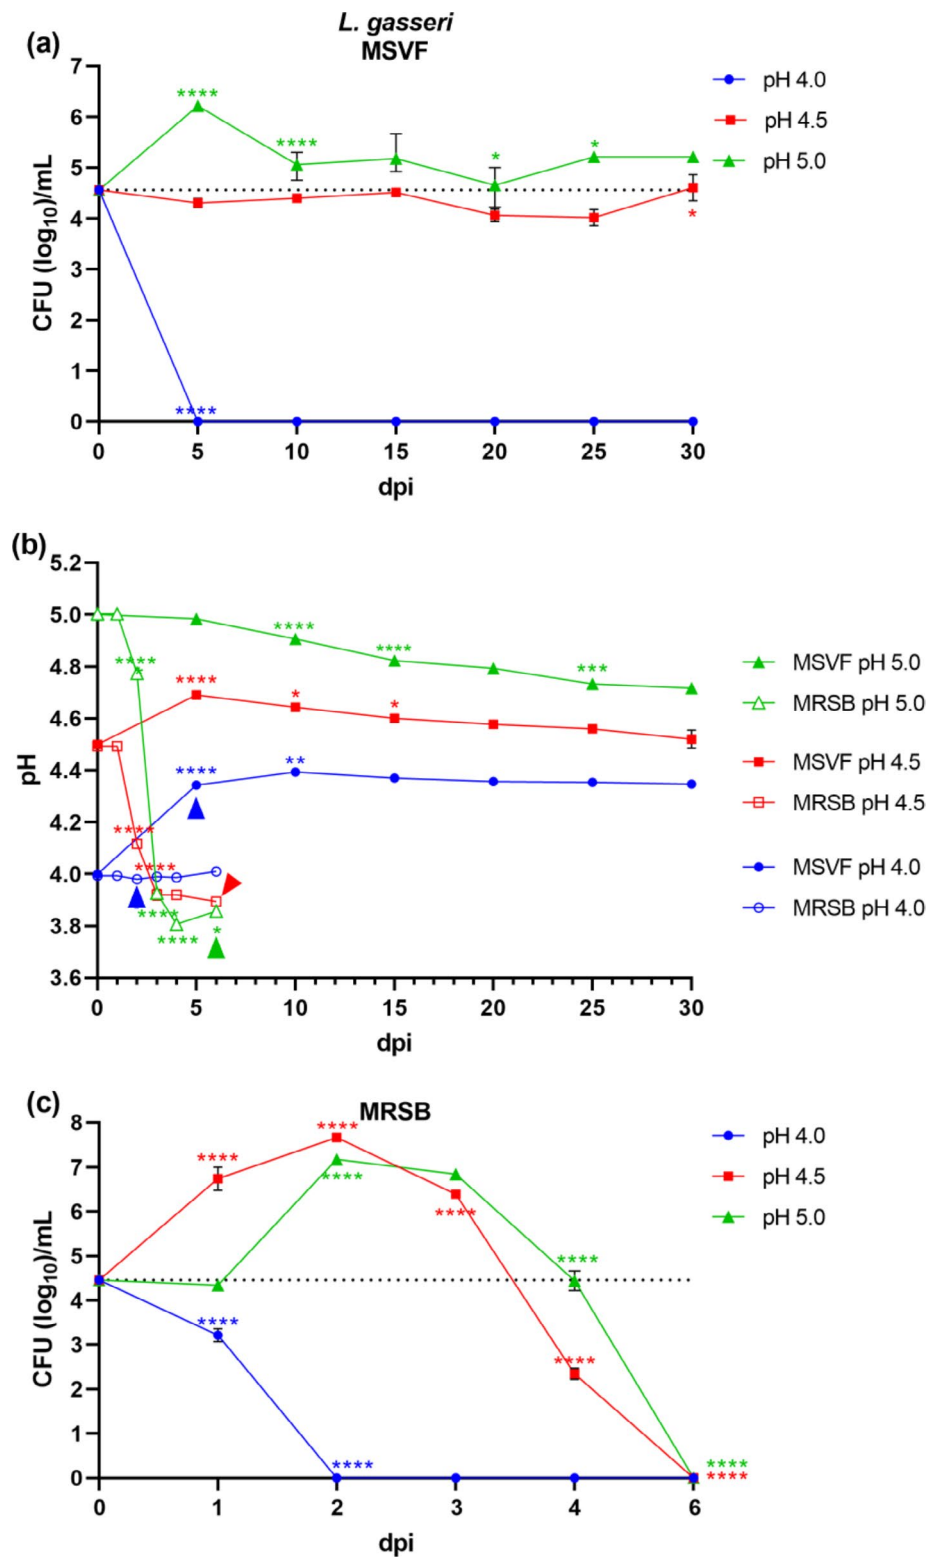 (a)
L. gasseri
MSVF
7
6
5
4
3
2
1
0
CFU (log10)/mL
****
****
*
*
*
****
0 5 10 15 20 25 30
dpi
pH 4.0
pH 4.5
pH 5.0
(b)
5.2
5.0
4.8
4.6
4.4
4.2
4.0
3.8
3.6
pH
****
****
***
****
****
*
*
****
**
****
****
****
****
*
0 5 10 15 20 25 30
dpi
MSVF pH 5.0
MRSB pH 5.0
MSVF pH 4.5
MRSB pH 4.5
MSVF pH 4.0
MRSB pH 4.0
(c)
MRSB
8
7
6
5
4
3
2
1
0
CFU (log10)/mL
****
****
****
****
****
****
****
****
****
****
0 1 2 3 4 6
dpi
pH 4.0
pH 4.5
pH 5.0